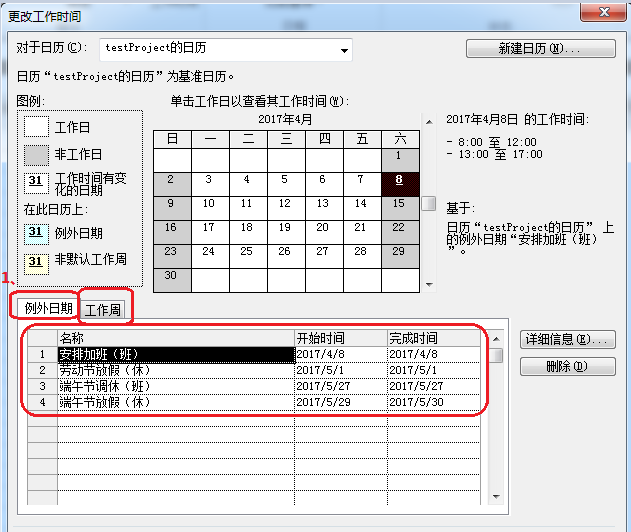 更改工作时间
对于日历(C): testProject的日历 新建日历(N)...
日历“testProject的日历”为基准日历。
图例:
工作日
非工作日
31 工作时间有变
化的日期
在此日历上:
31 例外日期
31 非默认工作周
单击工作日以查看其工作时间(W):
2017年4月
日 一 二 三 四 五 六
1
2 3 4 5 6 7 8
9 10 11 12 13 14 15
16 17 18 19 20 21 22
23 24 25 26 27 28 29
30
2017年4月8日 的工作时间:
- 8:00 至 12:00
- 13:00 至 17:00
基于:
日历“testProject的日历” 上
的例外日期“安排加班（班）
”。
1、
例外日期 工作周
名称 开始时间 完成时间
1 安排加班（班） 2017/4/8 2017/4/8
2 劳动节放假（休） 2017/5/1 2017/5/1
3 端午节调休（班） 2017/5/27 2017/5/27
4 端午节放假（休） 2017/5/29 2017/5/30
详细信息(E)...
删除(D)